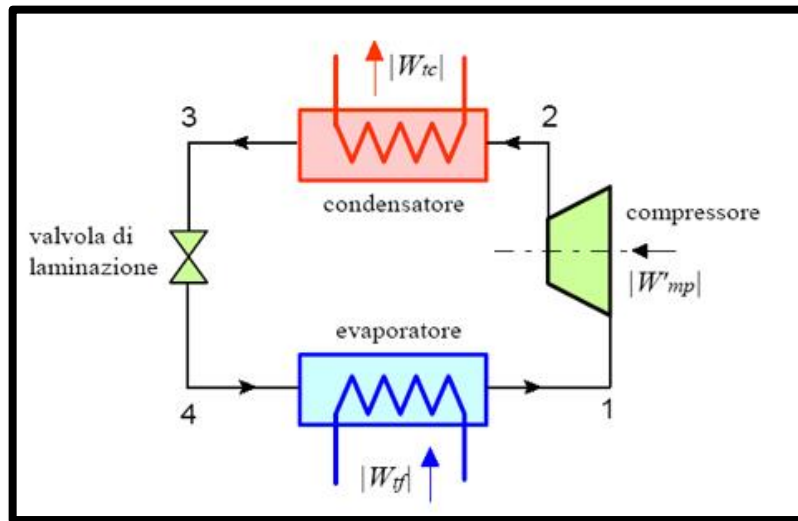 |Wtc|
3
2
condensatore
compressore
valvola di
laminazione
|W'mp|
evaporatore
4
1
|Wtf|